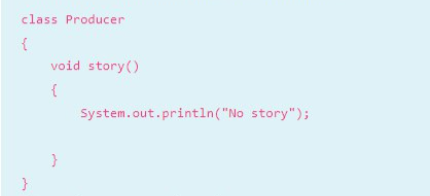 class Producer
{
    void story()
    {
        System.out.println("No story");
    }
}